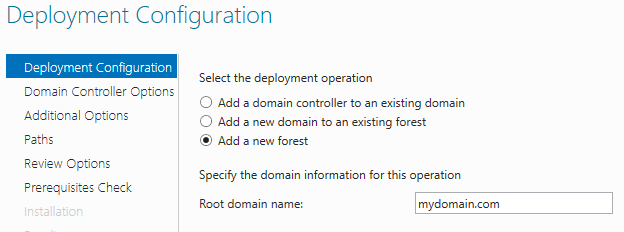 Deployment Configuration
Deployment Configuration
Domain Controller Options
Additional Options
Paths
Review Options
Prerequisites Check
Installation
Select the deployment operation
Add a domain controller to an existing domain
Add a new domain to an existing forest
Add a new forest
Specify the domain information for this operation
Root domain name: mydomain.com